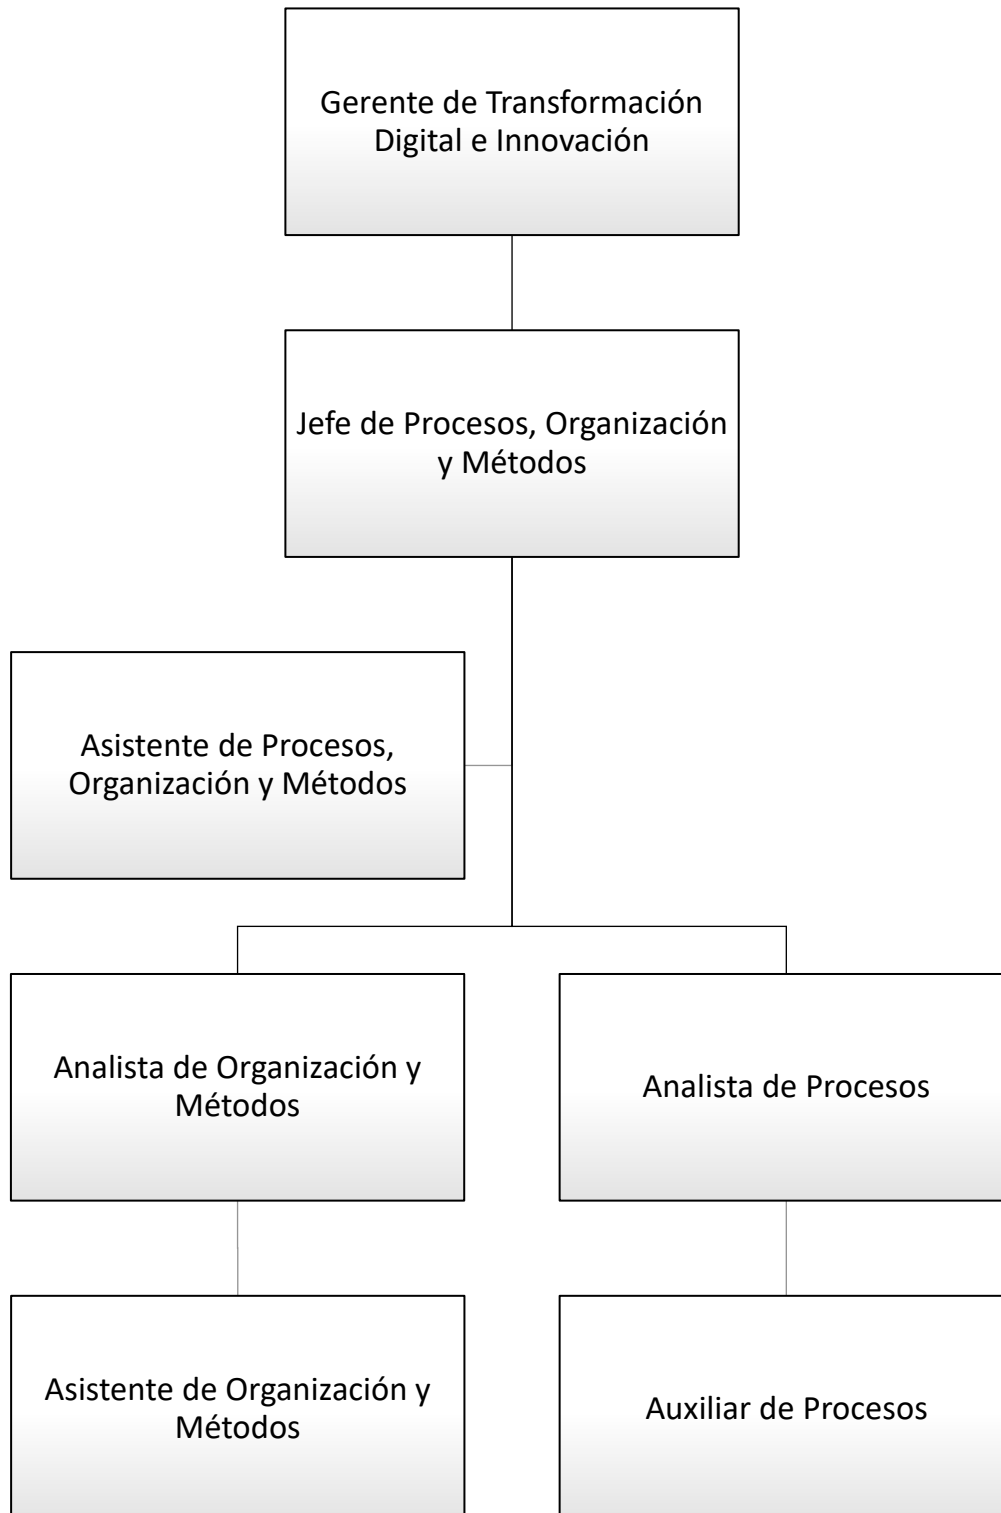 Gerente de Transformación
Digital e Innovación
Jefe de Procesos, Organización
y Métodos
Asistente de Procesos,
Organización y Métodos
Analista de Organización y
Métodos
Analista de Procesos
Asistente de Organización y
Métodos
Auxiliar de Procesos